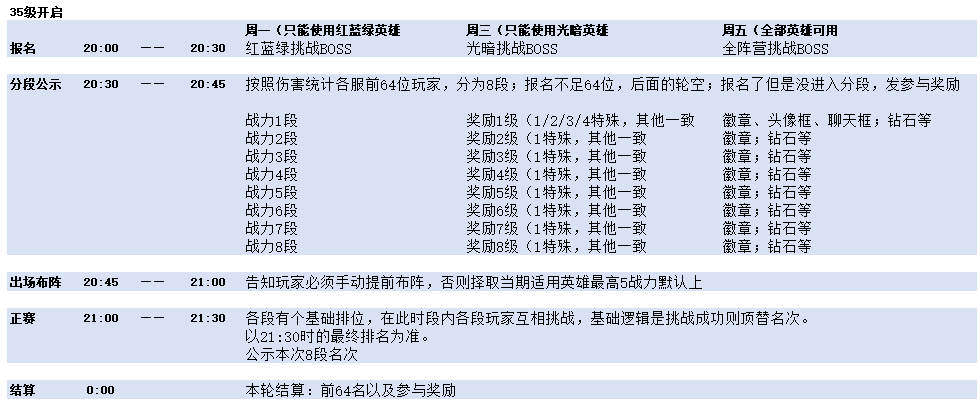 35级开启
周一（只能使用红蓝绿英雄 周三（只能使用光暗英雄 周五（全部英雄可用
报名 20:00 —— 20:30 红蓝绿挑战BOSS 光暗挑战BOSS 全阵营挑战BOSS
分段公示 20:30 —— 20:45 按照伤害统计各服前64位玩家，分为8段；报名不足64位，后面的轮空；报名了但是没进入分段，发参与奖励
战力1段 奖励1级（1/2/3/4特殊，其他一致 徽章、头像框、聊天框；钻石等
战力2段 奖励2级（1特殊，其他一致 徽章；钻石等
战力3段 奖励3级（1特殊，其他一致 徽章；钻石等
战力4段 奖励4级（1特殊，其他一致 徽章；钻石等
战力5段 奖励5级（1特殊，其他一致 徽章；钻石等
战力6段 奖励6级（1特殊，其他一致 徽章；钻石等
战力7段 奖励7级（1特殊，其他一致 徽章；钻石等
战力8段 奖励8级（1特殊，其他一致 徽章；钻石等
出场布阵 20:45 —— 21:00 告知玩家必须手动提前布阵，否则择取当期适用英雄最高5战力默认上
正赛 21:00 —— 21:30 各段有个基础排位，在此时段内各段玩家互相挑战，基础逻辑是挑战成功则顶替名次。
以21:30时的最终排名为准。
公示本次8段名次
结算 0:00 本轮结算：前64名以及参与奖励